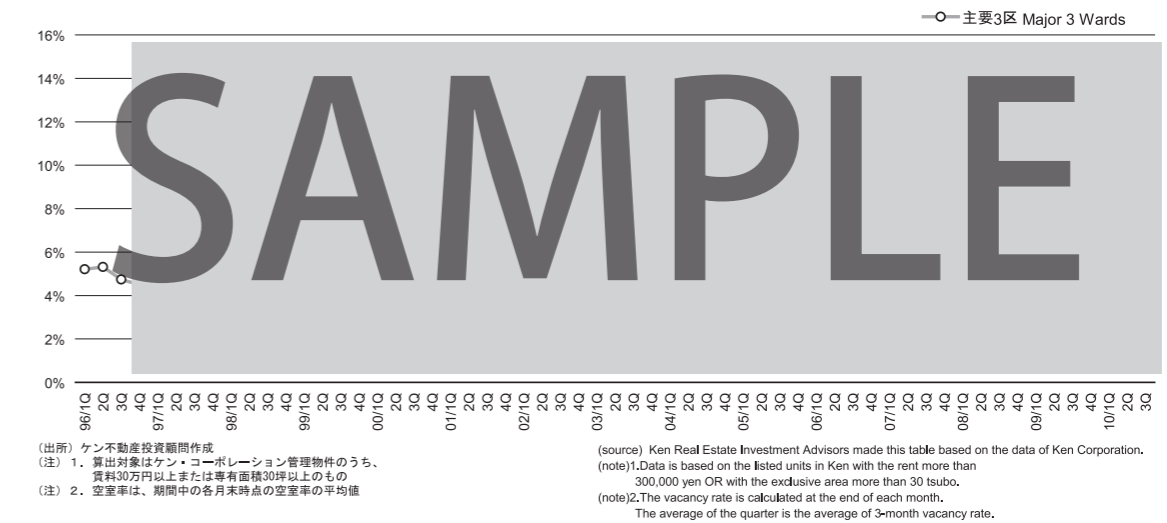 主要3区 Major 3 Wards
16%
14%
12%
10%
8%
6%
4%
2%
0%
SAMPLE
96/1Q 2Q 3Q 4Q 97/1Q 2Q 3Q 4Q 98/1Q 2Q 3Q 4Q 99/1Q 2Q 3Q 4Q 00/1Q 2Q 3Q 4Q 01/1Q 2Q 3Q 4Q 02/1Q 2Q 3Q 4Q 03/1Q 2Q 3Q 4Q 04/1Q 2Q 3Q 4Q 05/1Q 2Q 3Q 4Q 06/1Q 2Q 3Q 4Q 07/1Q 2Q 3Q 4Q 08/1Q 2Q 3Q 4Q 09/1Q 2Q 3Q 4Q 10/1Q 2Q 3Q
（出所）ケン不動産投資顧問作成
（注）１．算出対象はケン・コーポレーション管理物件のうち、
賃料30万円以上または専有面積30坪以上のもの
（注）２．空室率は、期間中の各月末時点の空室率の平均値
(source) Ken Real Estate Investment Advisors made this table based on the data of Ken Corporation.
(note)1.Data is based on the listed units in Ken with the rent more than
300,000 yen OR with the exclusive area more than 30 tsubo.
(note)2.The vacancy rate is calculated at the end of each month.
The average of the quarter is the average of 3-month vacancy rate.